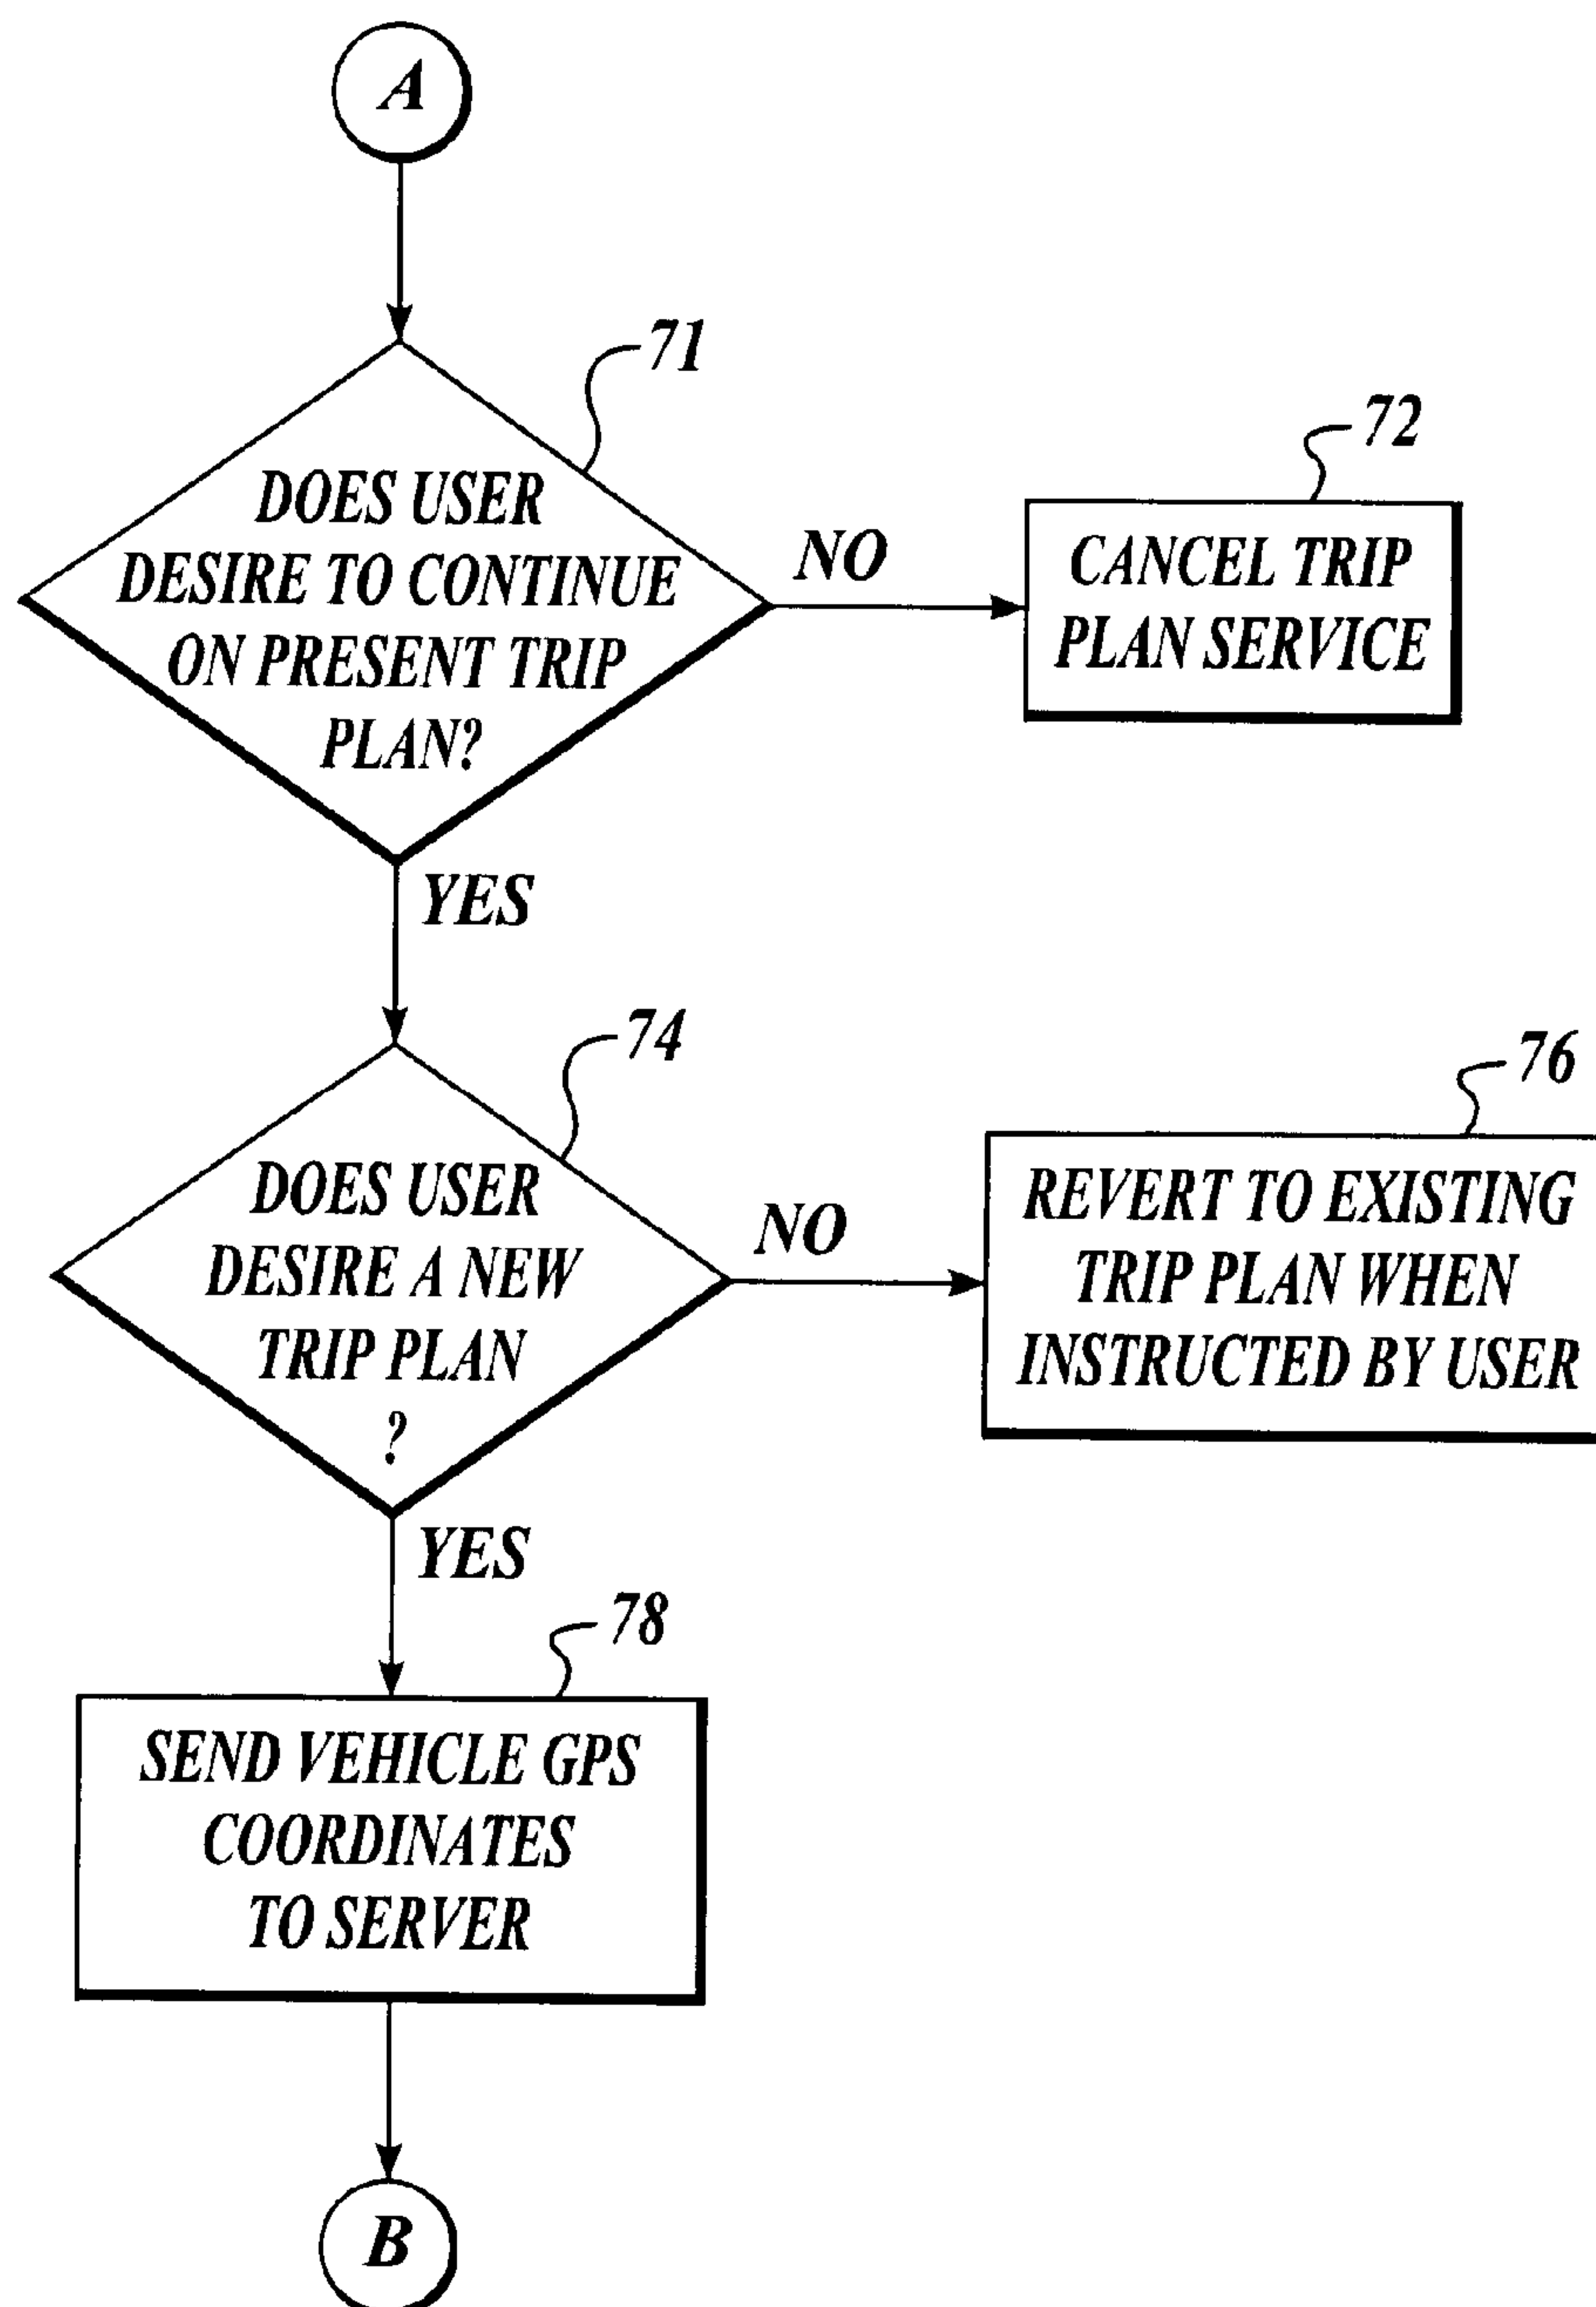 A
71
DOES USER
DESIRE TO CONTINUE
ON PRESENT TRIP
PLAN?
NO
72
CANCEL TRIP
PLAN SERVICE
YES
74
DOES USER
DESIRE A NEW
TRIP PLAN
?
NO
76
REVERT TO EXISTING
TRIP PLAN WHEN
INSTRUCTED BY USER
YES
78
SEND VEHICLE GPS
COORDINATES
TO SERVER
B